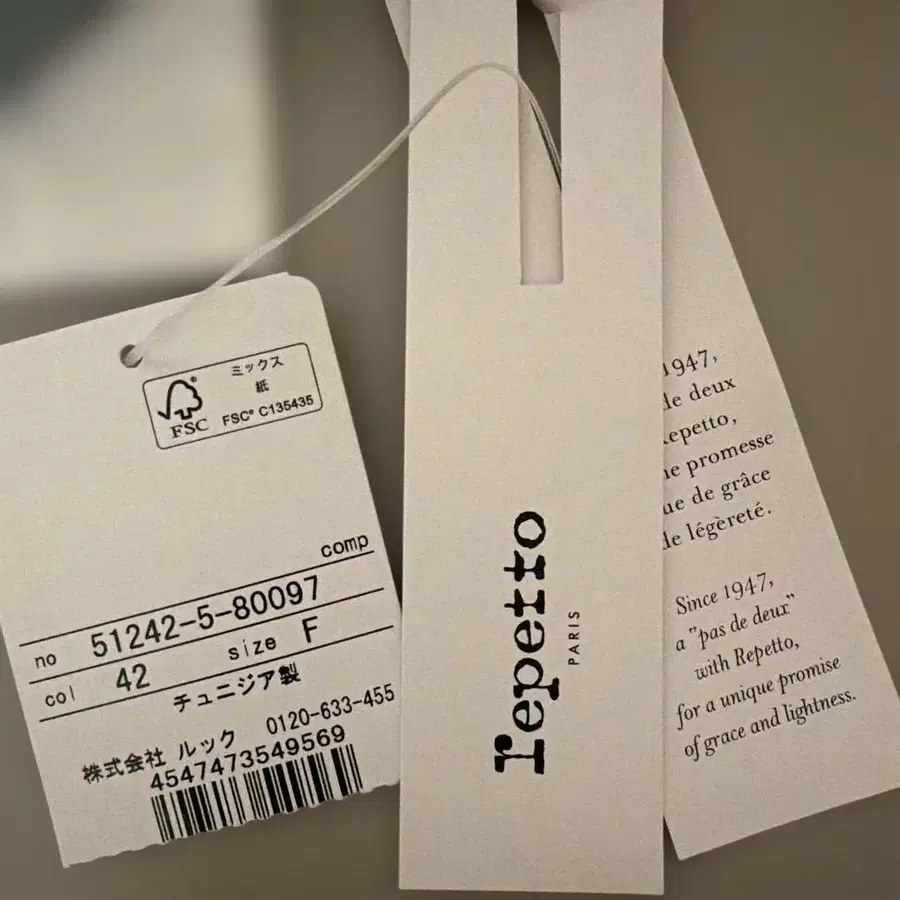 ミックス
紙
FSC® C135435
FSC
comp
no 51242-5-80097
col 42 size F
チュニジア製
株式会社 ルック 0120-633-455
4547473549569
repetto
PARIS
1947,
de deux
Repetto,
promesse
de grâce
de légèreté.
Since 1947,
a "pas de deux"
with Repetto,
for a unique promise
of grace and lightness.